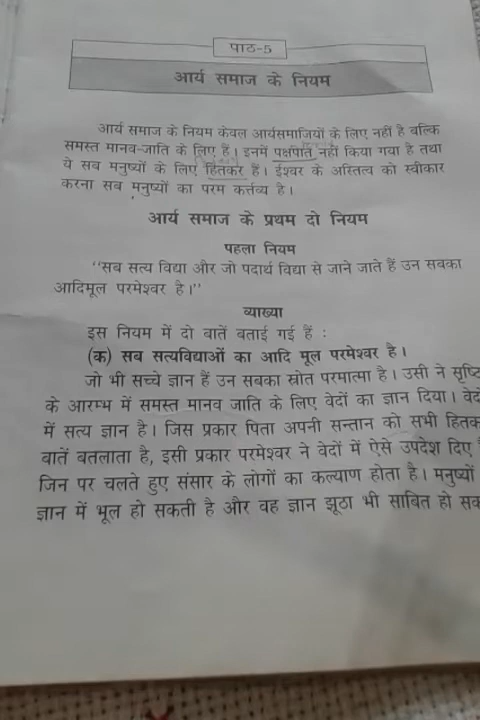 पाठ-5
आर्य समाज के नियम
आर्य समाज के नियम केवल आर्यसमाजियों के लिए नहीं है बल्कि
समस्त मानव-जाति के लिए हैं। इनमें पक्षपात नहीं किया गया है तथा
ये सब मनुष्यों के लिए हितकर हैं। ईश्वर के अस्तित्व को स्वीकार
करना सब मनुष्यों का परम कर्त्तव्य है।
आर्य समाज के प्रथम दो नियम
पहला नियम
"सब सत्य विद्या और जो पदार्थ विद्या से जाने जाते हैं उन सबका
आदिमूल परमेश्वर है।"
व्याख्या
इस नियम में दो बातें बताई गई हैं :
(क) सब सत्यविद्याओं का आदि मूल परमेश्वर है।
जो भी सच्चे ज्ञान हैं उन सबका स्रोत परमात्मा है। उसी ने सृष्टि
के आरम्भ में समस्त मानव जाति के लिए वेदों का ज्ञान दिया।
में सत्य ज्ञान है। जिस प्रकार पिता अपनी सन्तान को सभी
बातें बतलाता है, इसी प्रकार परमेश्वर ने वेदों में ऐसे उपदेश दिए
जिन पर चलते हुए संसार के लोगों का कल्याण होता है। मनुष्यों
ज्ञान में भूल हो सकती है और वह ज्ञान झूठा भी साबित हो